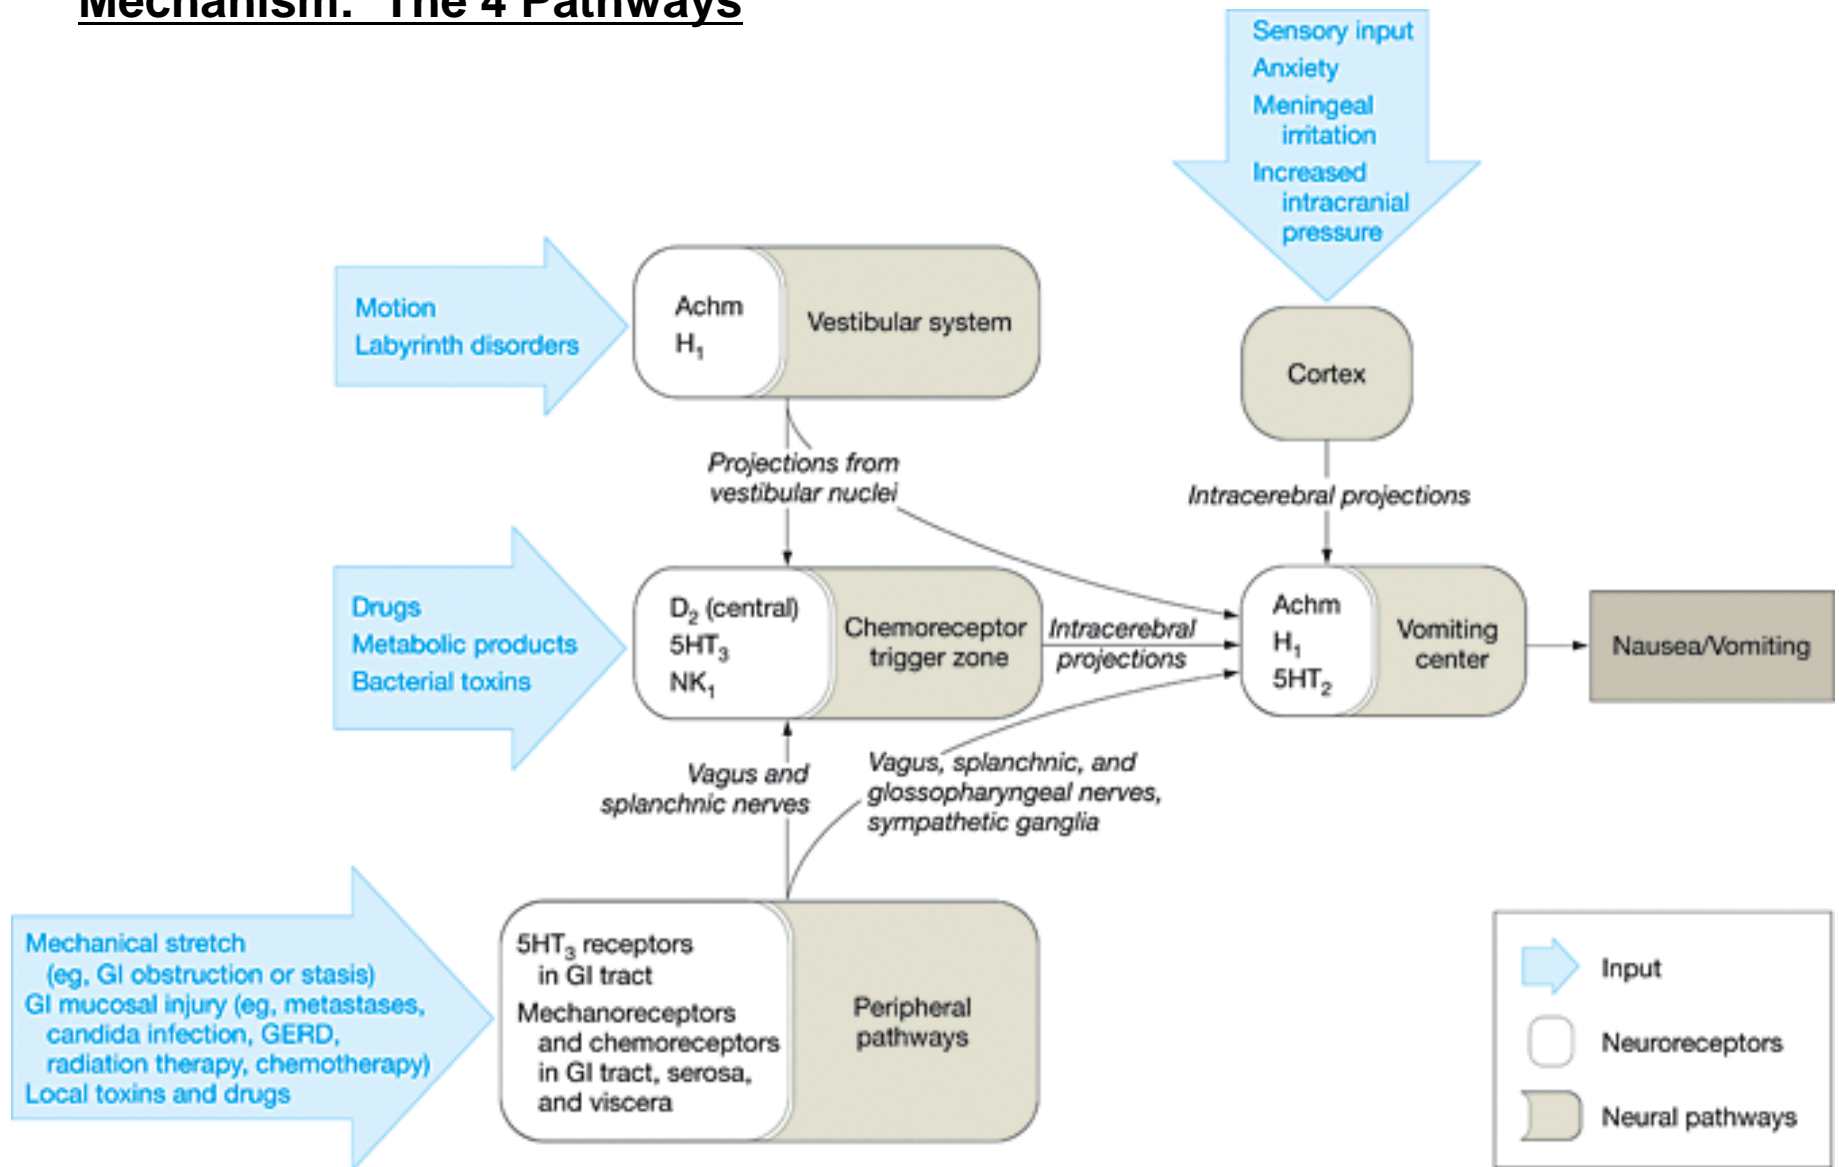 Mechanism: The 4 Pathways
Sensory input
Anxiety
Meningeal
irritation
Increased
intracranial
pressure
Motion
Labyrinth disorders
Achm
H₁
Vestibular system
Cortex
Projections from
vestibular nuclei
Intracerebral projections
Drugs
Metabolic products
Bacterial toxins
D₂ (central)
5HT₃
NK₁
Chemoreceptor
trigger zone
Intracerebral
projections
Achm
H₁
5HT₂
Vomiting
center
Nausea/Vomiting
Vagus and
splanchnic nerves
Vagus, splanchnic, and
glossopharyngeal nerves,
sympathetic ganglia
Mechanical stretch
(eg, GI obstruction or stasis)
GI mucosal injury (eg, metastases,
candida infection, GERD,
radiation therapy, chemotherapy)
Local toxins and drugs
5HT₃ receptors
in GI tract
Mechanoreceptors
and chemoreceptors
in GI tract, serosa,
and viscera
Peripheral
pathways
Input
Neuroreceptors
Neural pathways